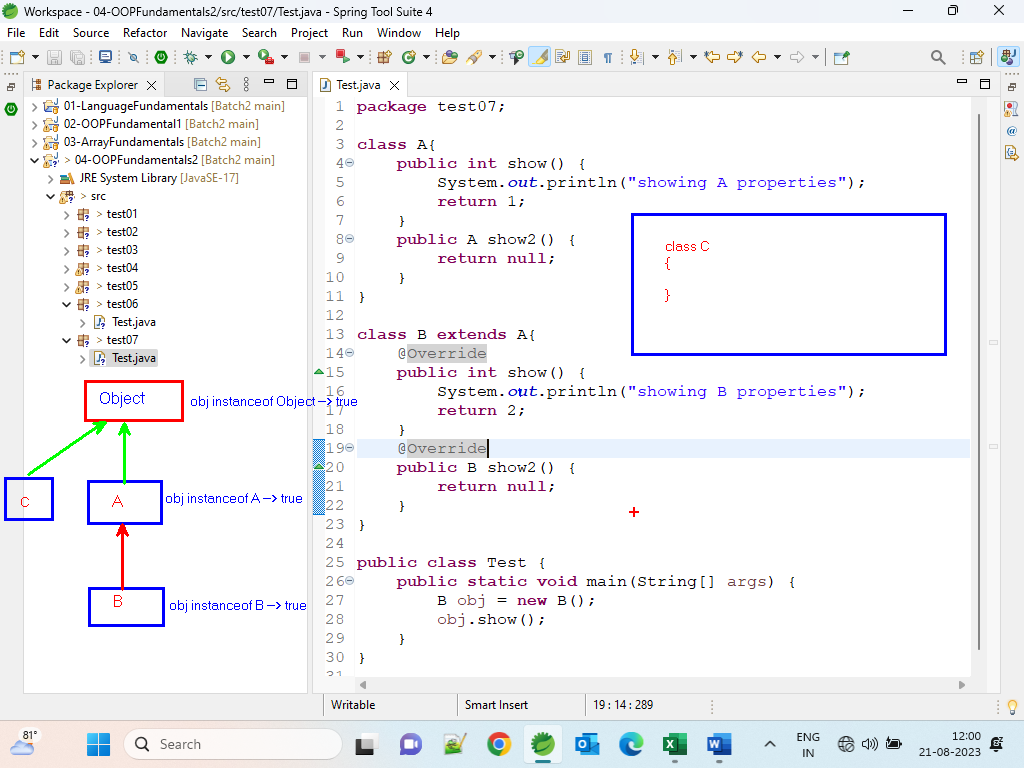 Workspace - 04-OOPFundamentals2/src/test07/Test.java - Spring Tool Suite 4
File Edit Source Refactor Navigate Search Project Run Window Help
Package Explorer
01-LanguageFundamentals [Batch2 main]
02-OOPFundamental1 [Batch2 main]
03-ArrayFundamentals [Batch2 main]
> 04-OOPFundamentals2 [Batch2 main]
JRE System Library [JavaSE-17]
> src
> test01
> test02
> test03
> test04
> test05
> test06
Test.java
> test07
Test.java
Object
obj instanceof Object --> true
C
A
obj instanceof A --> true
B
obj instanceof B --> true
Test.java
1 package test07;
2
3 class A{
4 public int show() {
5 System.out.println("showing A properties");
6 return 1;
7 }
8 public A show2() {
9 return null;
10 }
11 }
12
13 class B extends A{
14 @Override
15 public int show() {
16 System.out.println("showing B properties");
17 return 2;
18 }
19 @Override
20 public B show2() {
21 return null;
22 }
23 }
24
25 public class Test {
26 public static void main(String[] args) {
27 B obj = new B();
28 obj.show();
29 }
30 }
31
class C
{
}
Writable Smart Insert 19 : 14 : 289
81°
Search
ENG
IN
12:00
21-08-2023